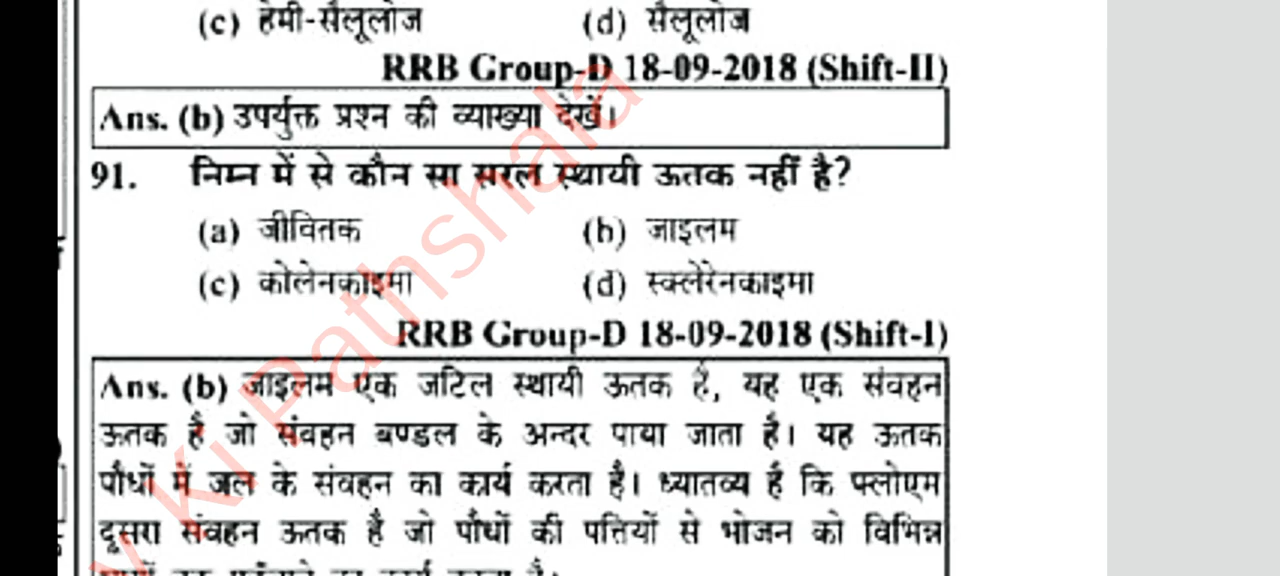 (c) हेमी-सैलूलोज (d) सैलूलोज
RRB Group-D 18-09-2018 (Shift-II)
Ans. (b) उपर्युक्त प्रश्न की व्याख्या देखें।
91. निम्न में से कौन सा सरल स्थायी ऊतक नहीं है?
(a) जीवितक (b) जाइलम
(c) कोलेनकाइमा (d) स्क्लेरेनकाइमा
RRB Group-D 18-09-2018 (Shift-I)
Ans. (b) जाइलम एक जटिल स्थायी ऊतक है, यह एक संवहन
ऊतक है जो संवहन बण्डल के अन्दर पाया जाता है। यह ऊतक
पौधों में जल के संवहन का कार्य करता है। ध्यातव्य है कि फ्लोएम
दूसरा संवहन ऊतक है जो पौधों की पत्तियों से भोजन को विभिन्न
Ki Pathshala